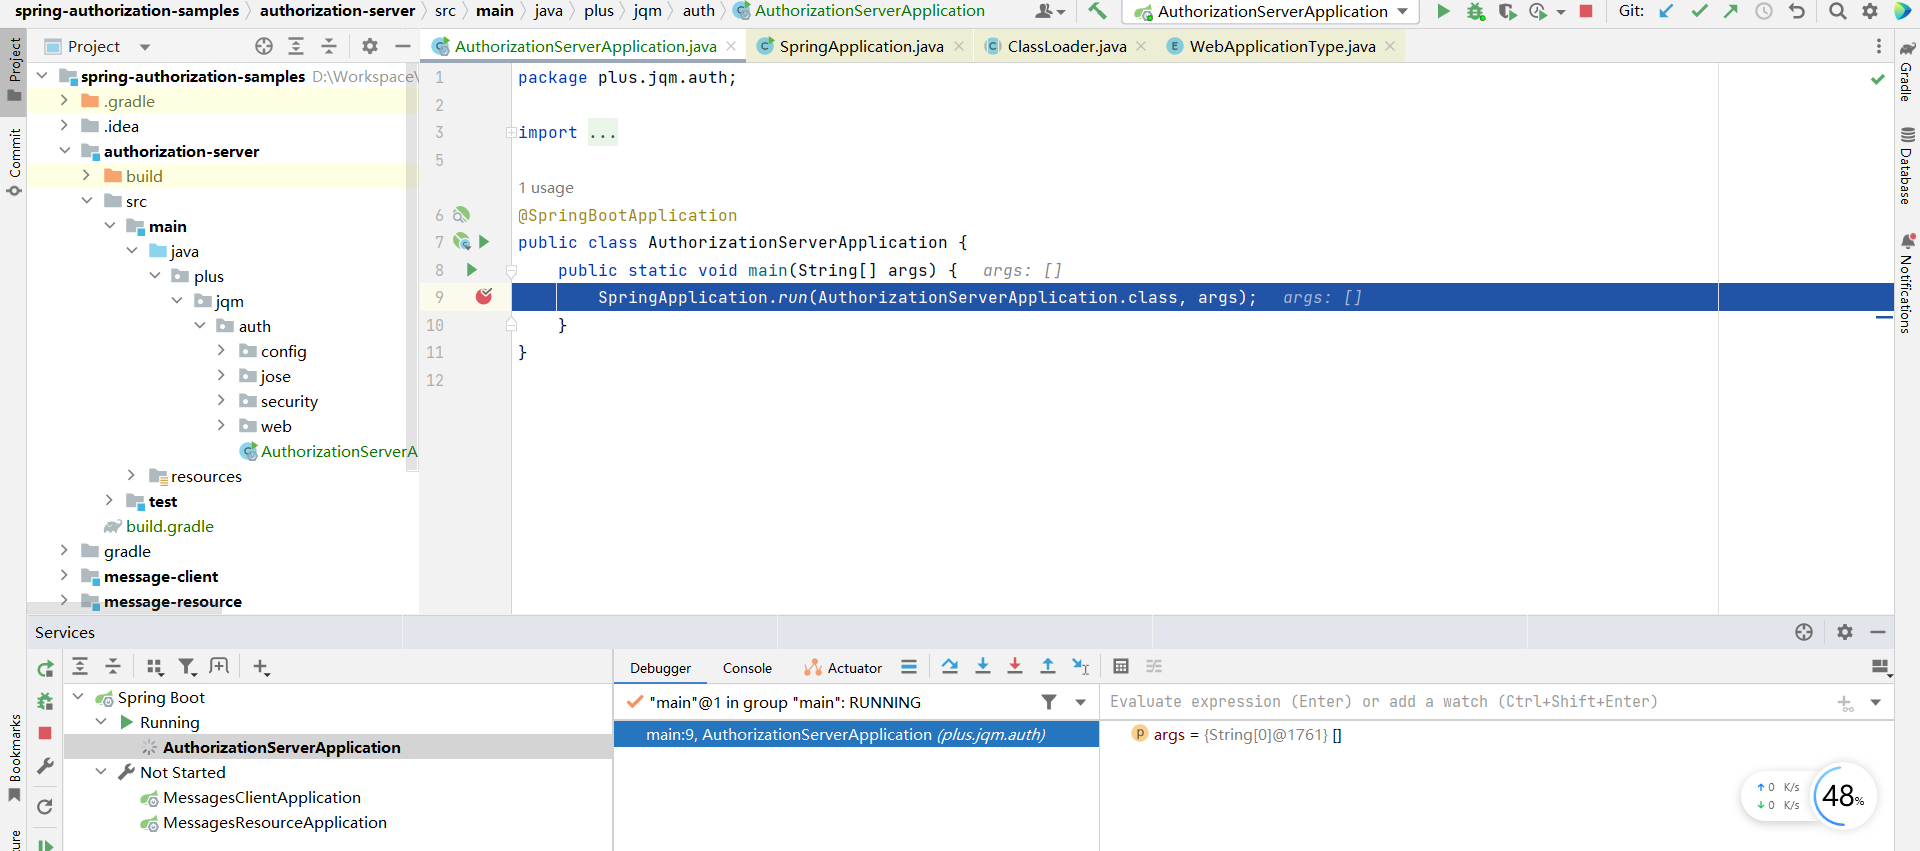 spring-authorization-samples authorization-server src main java plus jqm auth AuthorizationServerApplication
AuthorizationServerApplication
Git:
Project
AuthorizationServerApplication.java
SpringApplication.java
ClassLoader.java
WebApplicationType.java
Project
Commit
Bookmarks
Gradle
Database
Notifications
spring-authorization-samples D:\Workspace\
.gradle
.idea
authorization-server
build
src
main
java
plus
jqm
auth
config
jose
security
web
AuthorizationServerA
resources
test
build.gradle
gradle
message-client
message-resource
1 package plus.jqm.auth;
2
3 import ...
5
1 usage
6 @SpringBootApplication
7 public class AuthorizationServerApplication {
8 public static void main(String[] args) { args: []
9 SpringApplication.run(AuthorizationServerApplication.class, args); args: []
10 }
11 }
12
Services
Debugger Console Actuator
Spring Boot
Running
AuthorizationServerApplication
Not Started
MessagesClientApplication
MessagesResourceApplication
"main"@1 in group "main": RUNNING
main:9, AuthorizationServerApplication (plus.jqm.auth)
Evaluate expression (Enter) or add a watch (Ctrl+Shift+Enter)
args = {String[0]@1761} []
↑ 0 K/s
↓ 0 K/s
48%